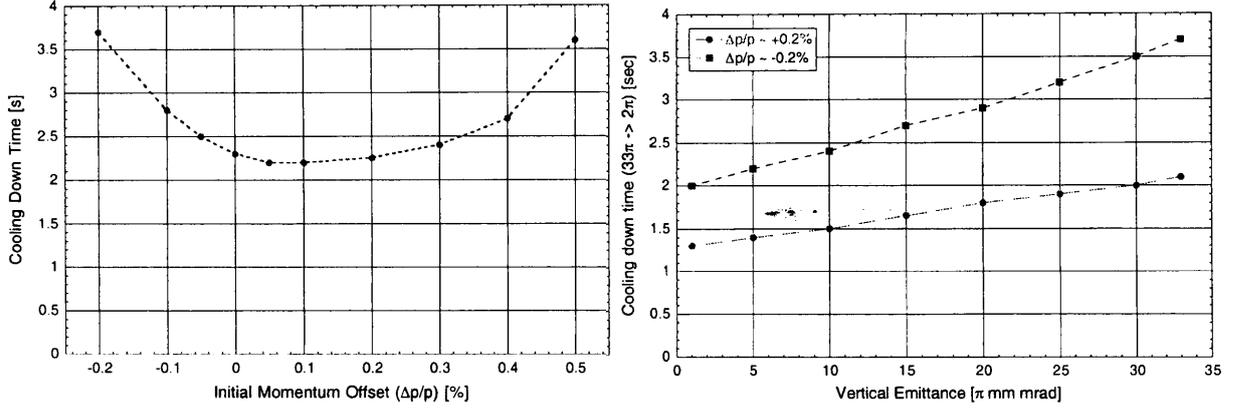 4
3.5
3
2.5
2
1.5
1
0.5
0
-0.2 -0.1 0 0.1 0.2 0.3 0.4 0.5
Cooling Down Time [s]
Initial Momentum Offset (Δp/p) [%]
4
3.5
3
2.5
2
1.5
1
0.5
0
0 5 10 15 20 25 30 35
Cooling down time (33π -> 2π) [sec]
Δp/p ~ +0.2%
Δp/p ~ -0.2%
Vertical Emittance [π mm mrad]